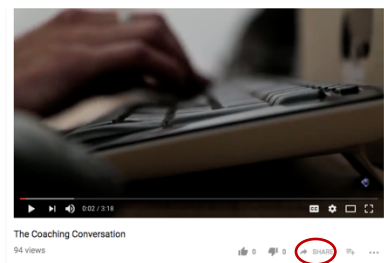 0:02 / 3:18
The Coaching Conversation
94 views
0
0
SHARE